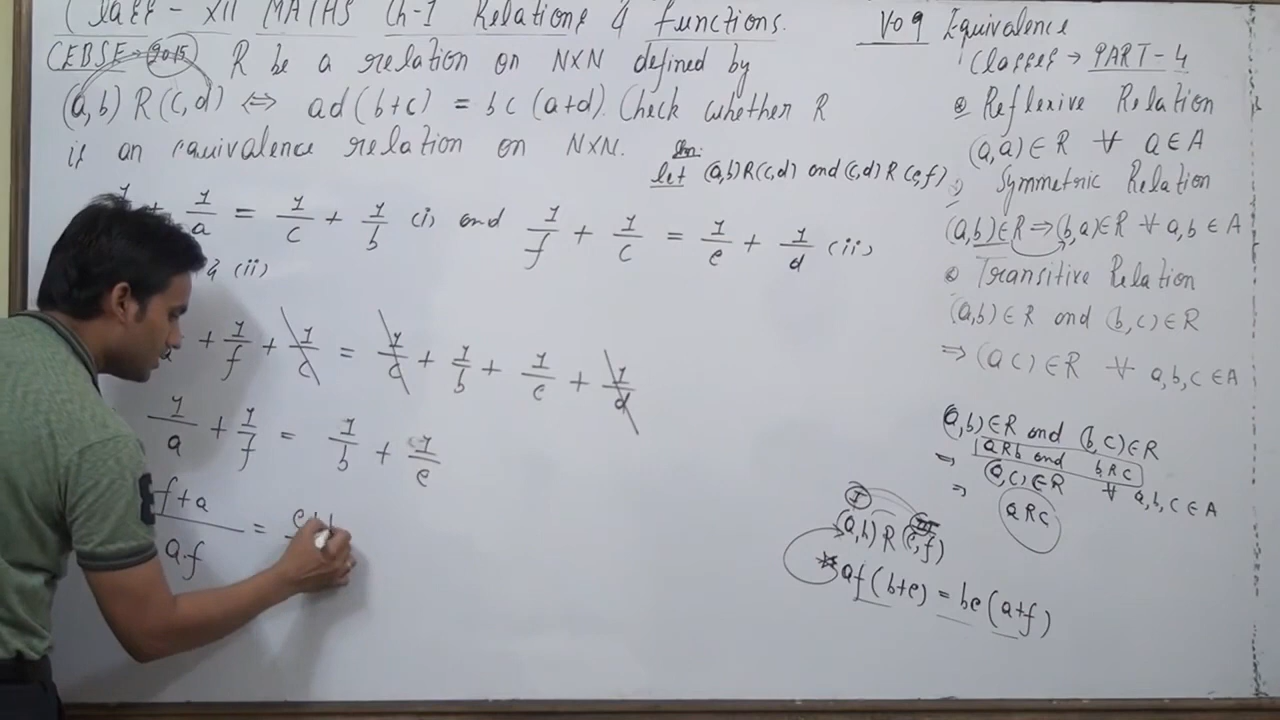 Class - XII MATHS Ch-1 Relations & functions.
CEBSE-2015) R be a relation on N×N defined by
(a,b) R (c,d) ⇔ ad(b+c) = bc(a+d). Check whether R
is an equivalence relation on N×N. Soln:
let (a,b)R(c,d) and (c,d) R (e,f)
+ 1/a = 1/c + 1/b (i) and 1/f + 1/c = 1/e + 1/d (ii)
& (ii)
+ 1/f + 1/c = 1/c + 1/b + 1/e + 1/d
1/a + 1/f = 1/b + 1/e
f+a / a.f = e+
V09 Equivalence
Classes → PART-4
Reflexive Relation
(a,a) ∈ R ∀ a ∈ A
Symmetric Relation
(a,b) ∈ R ⇒ (b,a) ∈ R ∀ a,b ∈ A
Transitive Relation
(a,b) ∈ R and (b,c) ∈ R
⇒ (a c) ∈ R ∀ a,b,c ∈ A
(a,b) ∈ R and (b,c) ∈ R
⇒ aRb and bRc
⇒ (a,c) ∈ R ∀ a,b,c ∈ A
aRc
I III
(a,b) R (e,f)
* af(b+e) = be(a+f)